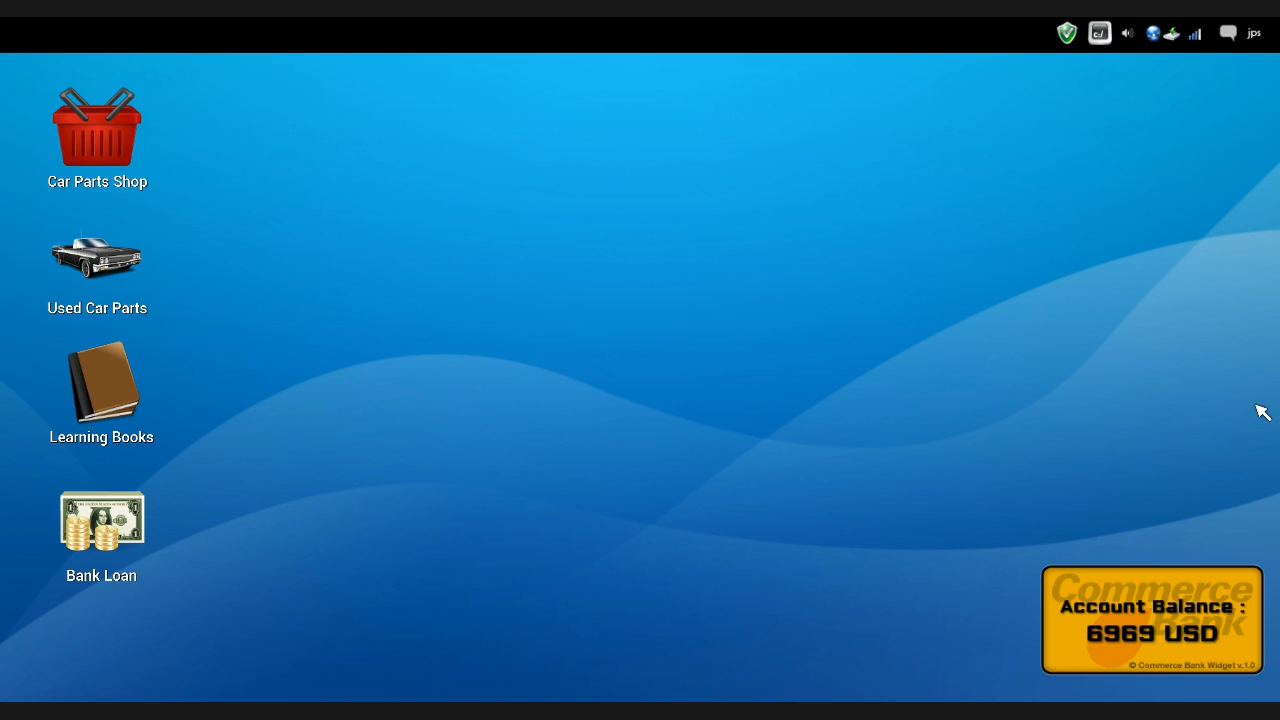 c:/
jps
Car Parts Shop
Used Car Parts
Learning Books
Bank Loan
Commerce
Bank
Account Balance :
6969 USD
© Commerce Bank Widget v.1.0